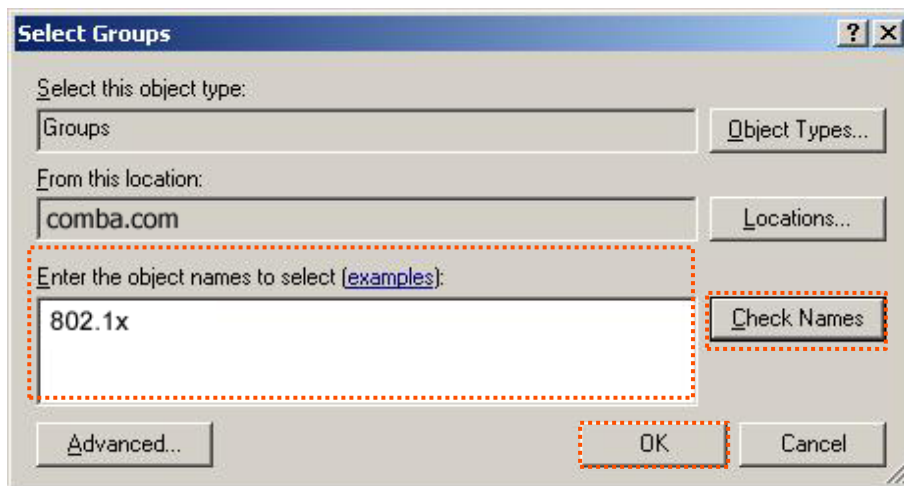 Select Groups
Select this object type:
Groups
Object Types...
From this location:
comba.com
Locations...
Enter the object names to select (examples):
802.1x
Check Names
Advanced...
OK
Cancel